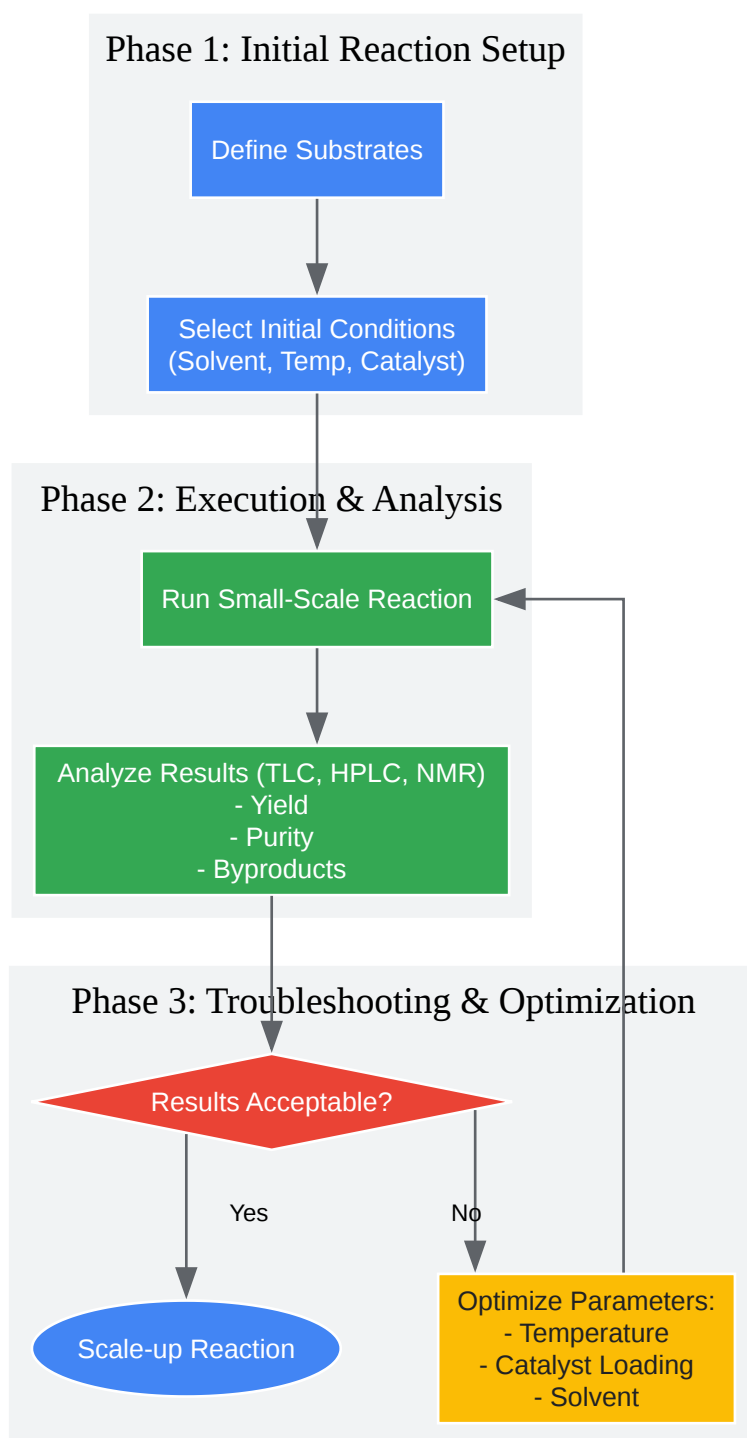 Phase 1: Initial Reaction Setup
Define Substrates
Select Initial Conditions
(Solvent, Temp, Catalyst)
Phase 2: Execution & Analysis
Run Small-Scale Reaction
Analyze Results (TLC, HPLC, NMR)
- Yield
- Purity
- Byproducts
Phase 3: Troubleshooting & Optimization
Results Acceptable?
Yes
No
Scale-up Reaction
Optimize Parameters:
- Temperature
- Catalyst Loading
- Solvent